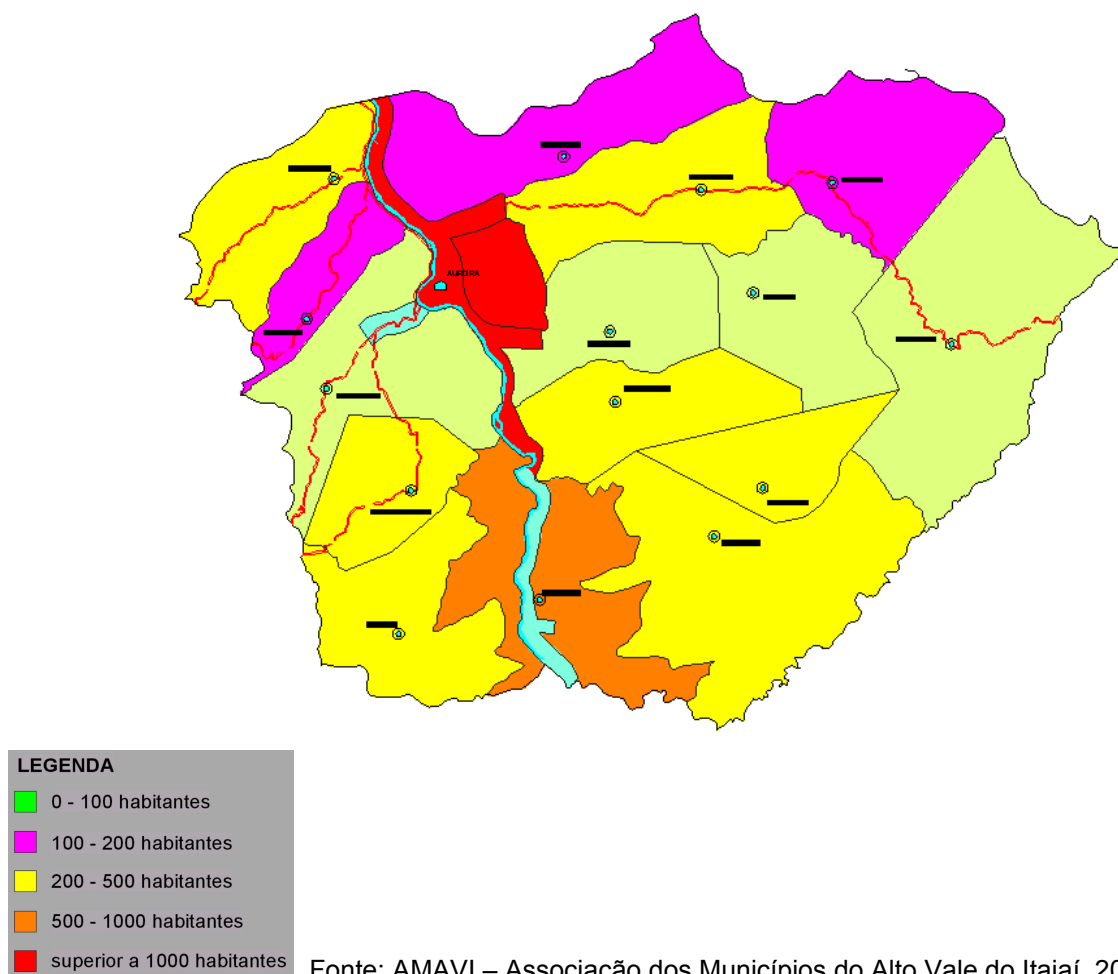 AURORA
LEGENDA
0 - 100 habitantes
100 - 200 habitantes
200 - 500 habitantes
500 - 1000 habitantes
superior a 1000 habitantes
Fonte: AMAVI – Associação dos Municípios do Alto Vale do Itajaí, 20